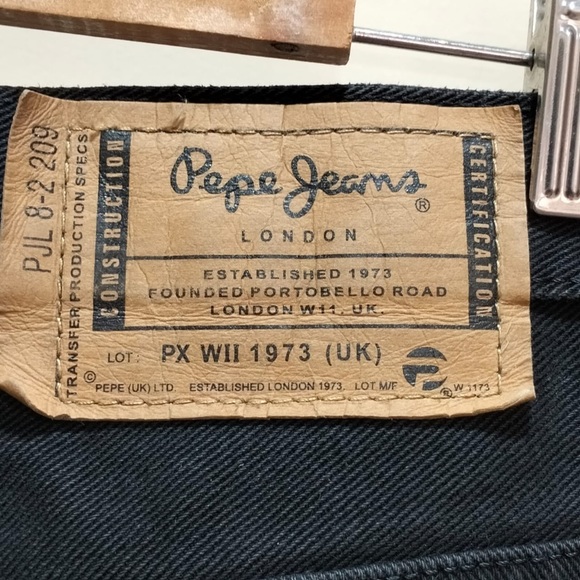 PJL 8-2 209
TRANSFER PRODUCTION SPECS.
CONSTRUCTION
Pepe Jeans ®
LONDON
ESTABLISHED 1973
FOUNDED PORTOBELLO ROAD
LONDON W11. UK.
CERTIFICATION
LOT: PX WII 1973 (UK)
© PEPE (UK) LTD. ESTABLISHED LONDON 1973. LOT M/F ® W 1173